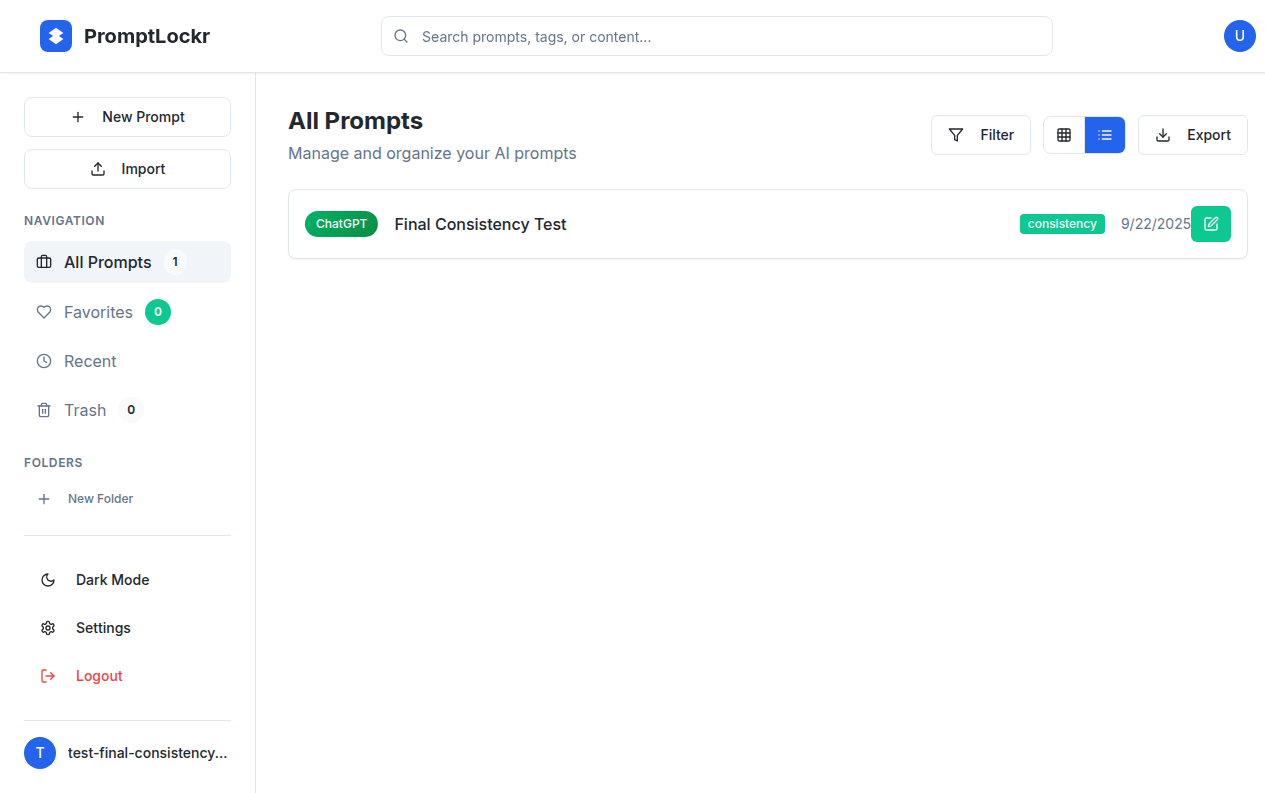 PromptLockr
Search prompts, tags, or content...
U
New Prompt
Import
NAVIGATION
All Prompts 1
Favorites 0
Recent
Trash 0
FOLDERS
New Folder
Dark Mode
Settings
Logout
T test-final-consistency...
All Prompts
Manage and organize your AI prompts
Filter
Export
ChatGPT Final Consistency Test consistency 9/22/2025